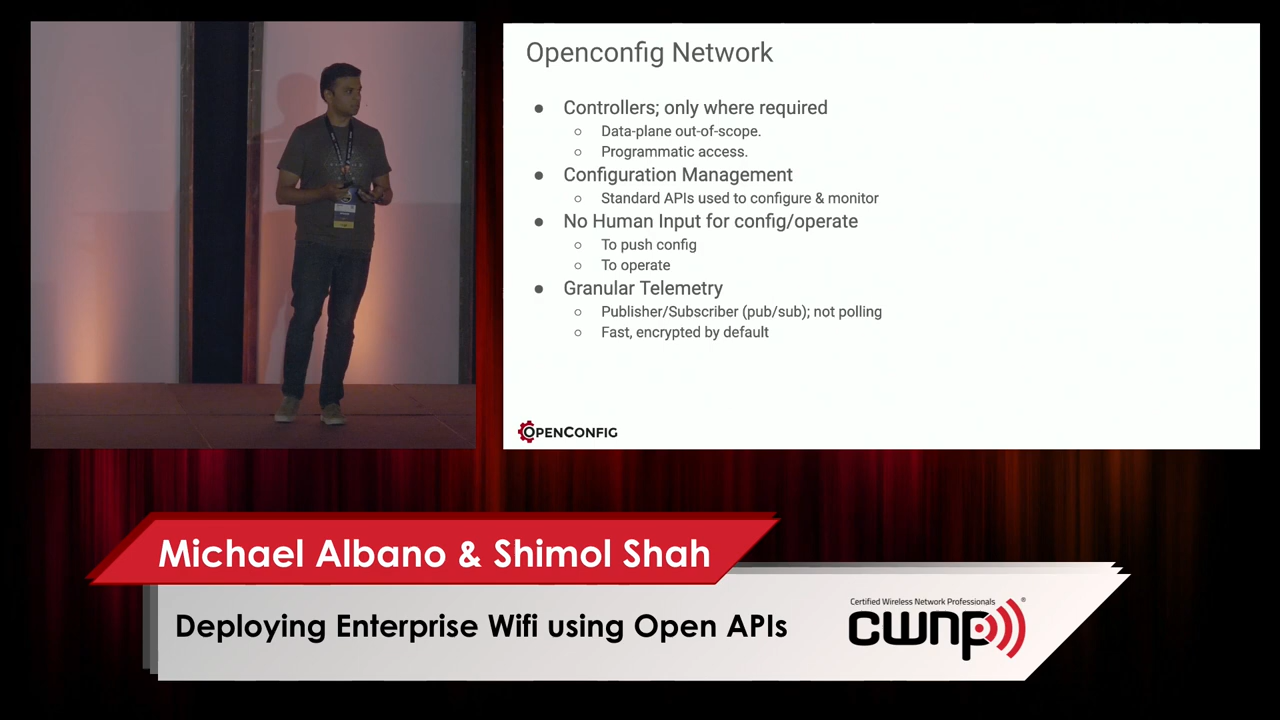 Openconfig Network
● Controllers; only where required
○ Data-plane out-of-scope.
○ Programmatic access.
● Configuration Management
○ Standard APIs used to configure & monitor
● No Human Input for config/operate
○ To push config
○ To operate
● Granular Telemetry
○ Publisher/Subscriber (pub/sub); not polling
○ Fast, encrypted by default
OPENCONFIG
Michael Albano & Shimol Shah
Deploying Enterprise Wifi using Open APIs
Certified Wireless Network Professionals
cwnp
®